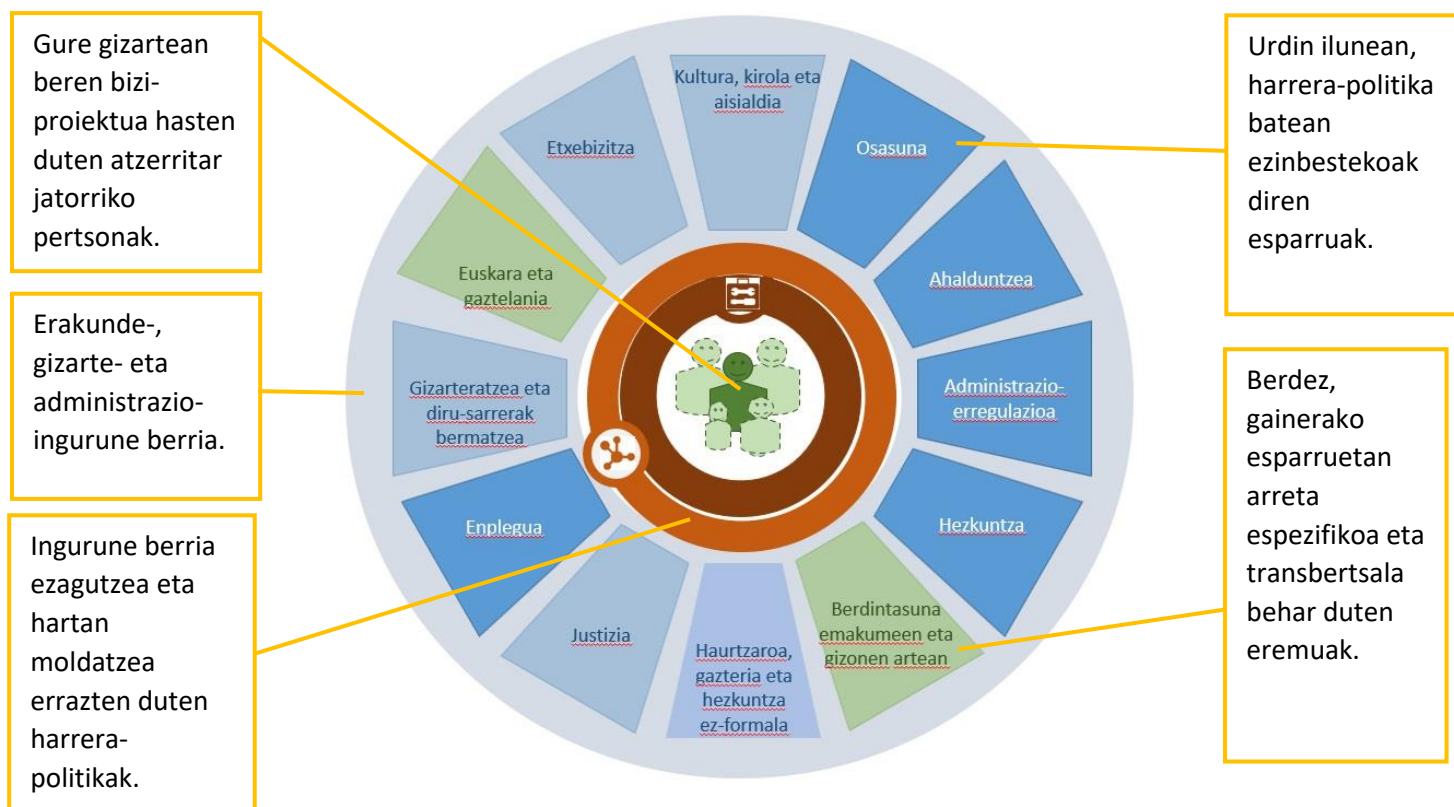 Gure gizartean
beren bizi-
proiektua hasten
duten atzerritar
jatorriko
pertsonak.
Erakunde-,
gizarte- eta
administrazio-
ingurune berria.
Ingurune berria
ezagutzea eta
hartan
moldatzea
errazten duten
harrera-
politikak.
Kultura, kirola eta
aisialdia
Osasuna
Ahalduntzea
Administrazio-
erregulazioa
Hezkuntza
Berdintasuna
emakumeen eta
gizonen artean
Haurtzaroa,
gazteria eta
hezkuntza
ez-formala
Justizia
Enplegua
Gizarteratzea eta
diru-sarrerak
bermatzea
Euskara eta
gaztelania
Etxebizitza
Urdin ilunean,
harrera-politika
batean
ezinbestekoak
diren
esparruak.
Berdez,
gainerako
esparruetan
arreta
espezifikoa eta
transbertsala
behar duten
eremuak.